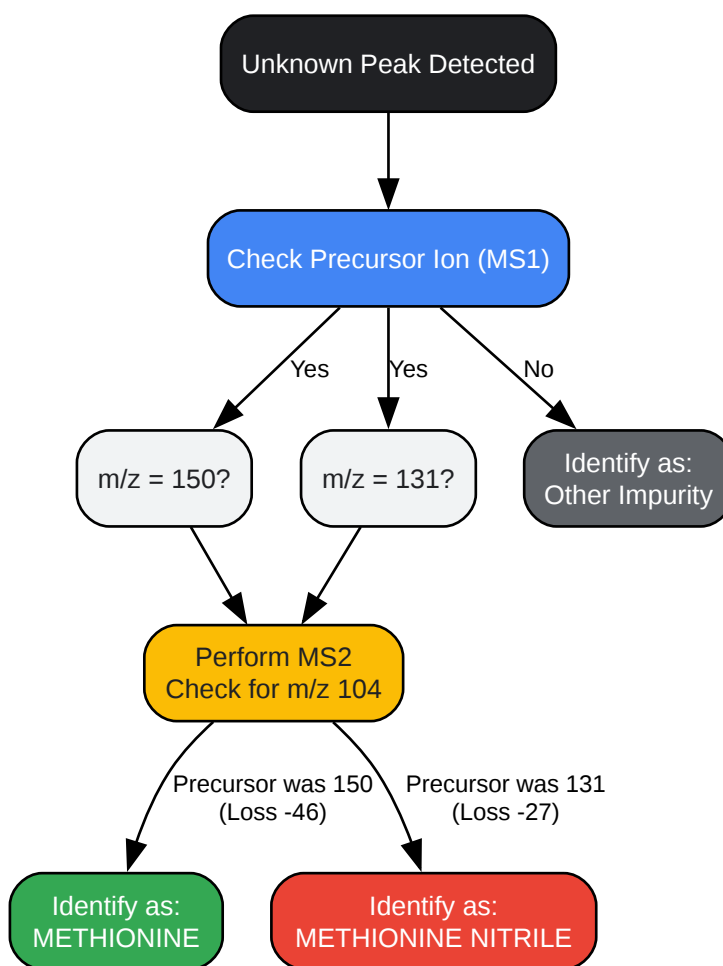 Unknown Peak Detected
Check Precursor Ion (MS1)
Yes
Yes
No
m/z = 150?
m/z = 131?
Identify as:
Other Impurity
Perform MS2
Check for m/z 104
Precursor was 150
(Loss -46)
Precursor was 131
(Loss -27)
Identify as:
METHIONINE
Identify as:
METHIONINE NITRILE